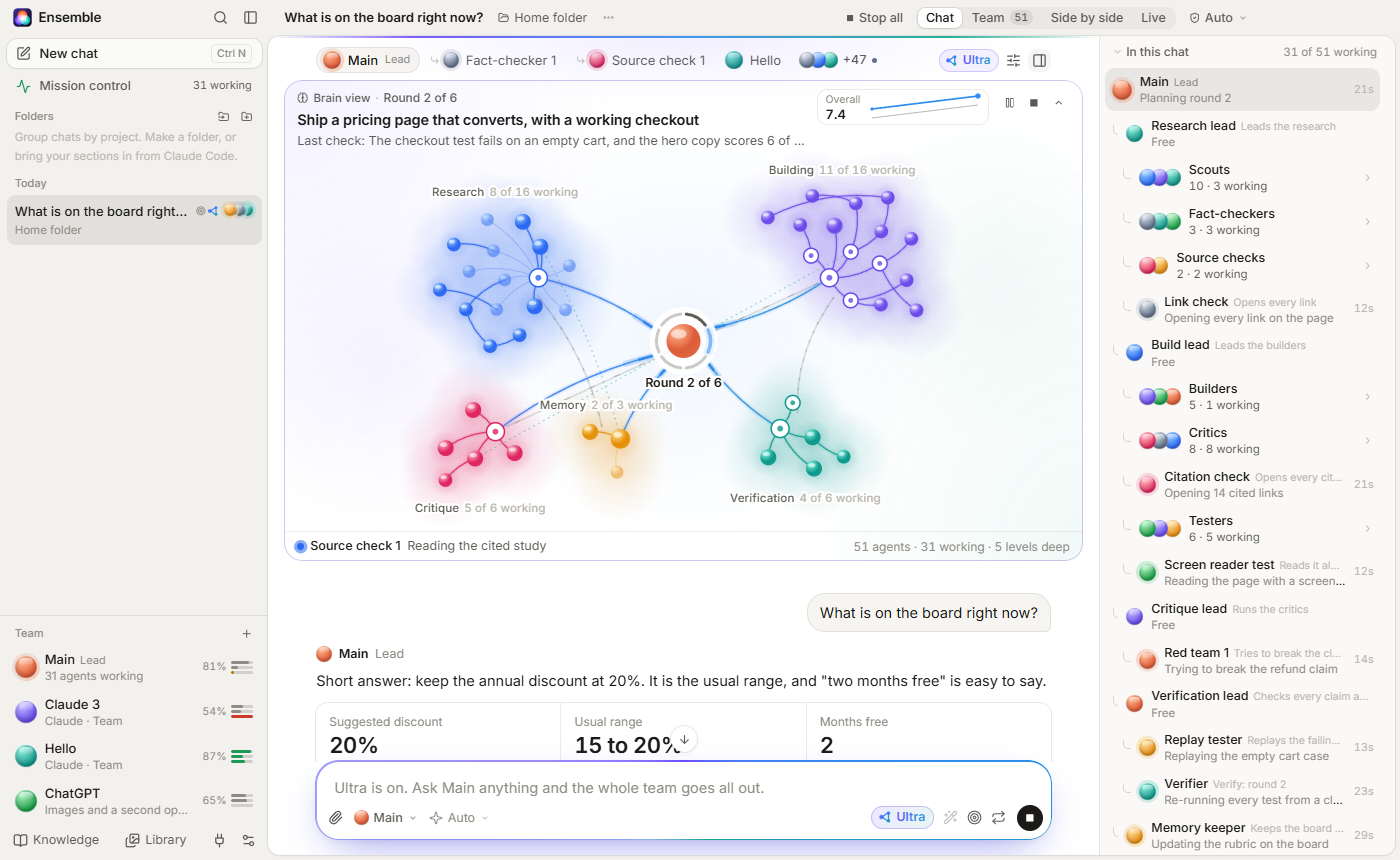 Ensemble
New chat
Ctrl N
Mission control
31 working
Folders
Group chats by project. Make a folder, or
bring your sections in from Claude Code.
Today
What is on the board right...
Home folder
Team
Main Lead
31 agents working
81%
Claude 3
Claude · Team
54%
Hello
Claude · Team
87%
ChatGPT
Images and a second op...
65%
Knowledge
Library
What is on the board right now?
Home folder
Stop all
Chat
Team 51
Side by side
Live
Auto
Main Lead
Fact-checker 1
Source check 1
Hello
+47
Ultra
Brain view · Round 2 of 6
Ship a pricing page that converts, with a working checkout
Last check: The checkout test fails on an empty cart, and the hero copy scores 6 of ...
Overall
7.4
Research 8 of 16 working
Building 11 of 16 working
Round 2 of 6
Memory 2 of 3 working
Critique 5 of 6 working
Verification 4 of 6 working
Source check 1 Reading the cited study
51 agents · 31 working · 5 levels deep
What is on the board right now?
Main Lead
Short answer: keep the annual discount at 20%. It is the usual range, and "two months free" is easy to say.
Suggested discount
20%
Usual range
15 to 20%
Months free
2
Ultra is on. Ask Main anything and the whole team goes all out.
Main
Auto
Ultra
In this chat
31 of 51 working
Main Lead
Planning round 2
21s
Research lead Leads the research
Free
Scouts
10 · 3 working
Fact-checkers
3 · 3 working
Source checks
2 · 2 working
Link check Opens every link
Opening every link on the page
12s
Build lead Leads the builders
Free
Builders
5 · 1 working
Critics
8 · 8 working
Citation check Opens every cit...
Opening 14 cited links
21s
Testers
6 · 5 working
Screen reader test Reads it al...
Reading the page with a screen...
12s
Critique lead Runs the critics
Free
Red team 1 Tries to break the cl...
Trying to break the refund claim
14s
Verification lead Checks every claim a...
Free
Replay tester Replays the failin...
Replaying the empty cart case
13s
Verifier Verify: round 2
Re-running every test from a cl...
23s
Memory keeper Keeps the board ...
Updating the rubric on the board
29s